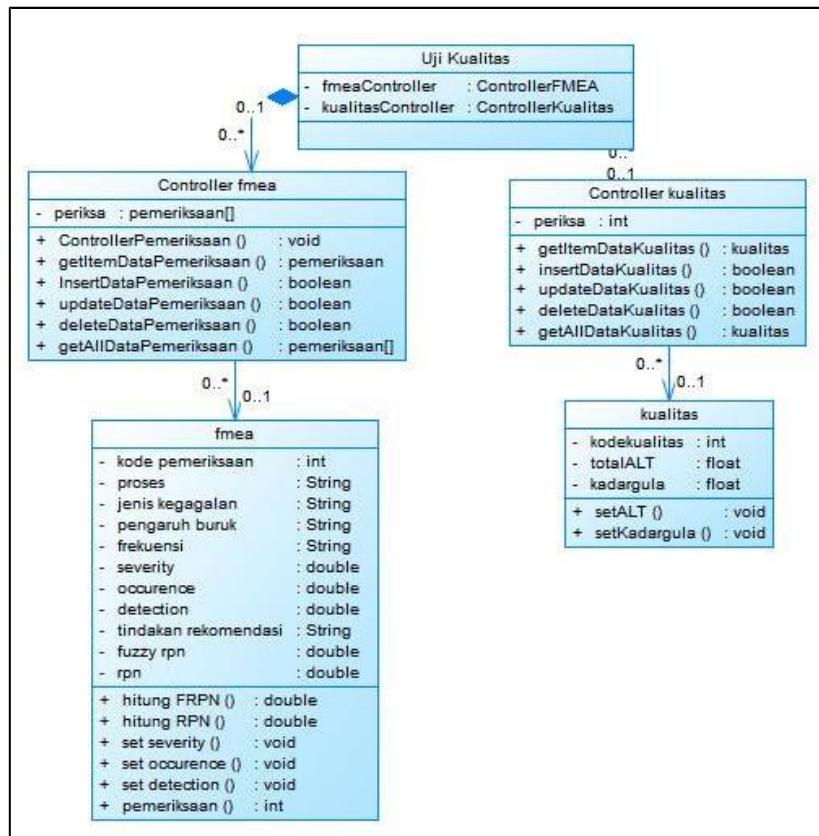 Uji Kualitas
- fmeaController : ControllerFMEA
- kualitasController : ControllerKualitas
0..1
0..*
0..*
0..1
Controller fmea
- periksa : pemeriksaan[]
+ ControllerPemeriksaan () : void
+ getItemDataPemeriksaan () : pemeriksaan
+ InsertDataPemeriksaan () : boolean
+ updateDataPemeriksaan () : boolean
+ deleteDataPemeriksaan () : boolean
+ getAllDataPemeriksaan () : pemeriksaan[]
Controller kualitas
- periksa : int
+ getItemDataKualitas () : kualitas
+ insertDataKualitas () : boolean
+ updateDataKualitas () : boolean
+ deleteDataKualitas () : boolean
+ getAllDataKualitas () : kualitas
0..*
0..1
0..*
0..1
fmea
- kode pemeriksaan : int
- proses : String
- jenis kegagalan : String
- pengaruh buruk : String
- frekuensi : String
- severity : double
- occurence : double
- detection : double
- tindakan rekomendasi : String
- fuzzy rpn : double
- rpn : double
+ hitung FRPN () : double
+ hitung RPN () : double
+ set severity () : void
+ set occurence () : void
+ set detection () : void
+ pemeriksaan () : int
kualitas
- kodekualitas : int
- totalALT : float
- kadargula : float
+ setALT () : void
+ setKadargula () : void